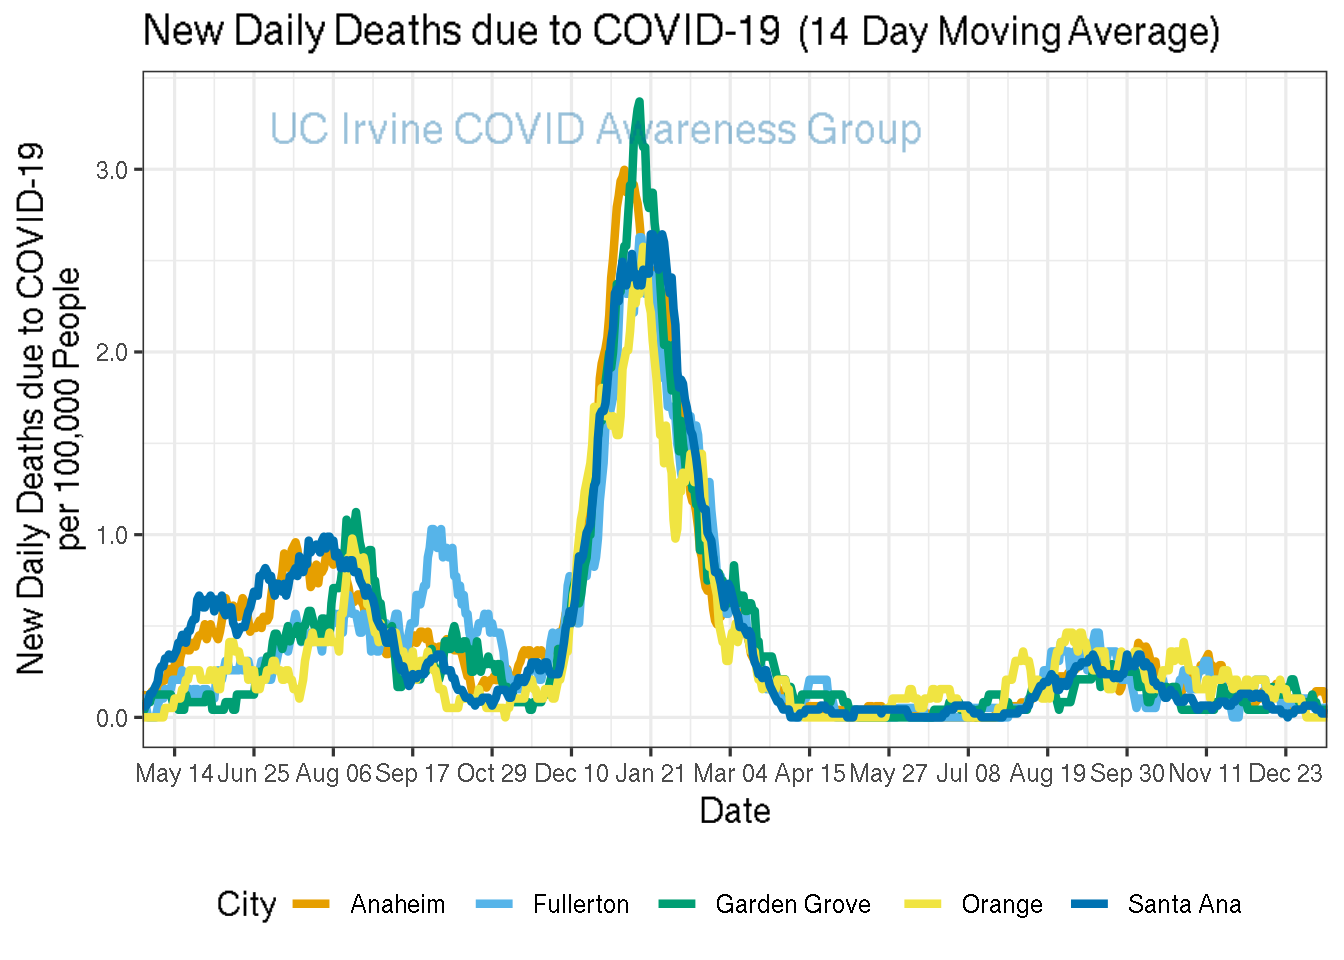 New Daily Deaths due to COVID-19 (14 Day Moving Average)
UC Irvine COVID Awareness Group
New Daily Deaths due to COVID-19
per 100,000 People
3.0
2.0
1.0
0.0
May 14 Jun 25 Aug 06 Sep 17 Oct 29 Dec 10 Jan 21 Mar 04 Apr 15 May 27 Jul 08 Aug 19 Sep 30 Nov 11 Dec 23
Date
City Anaheim Fullerton Garden Grove Orange Santa Ana